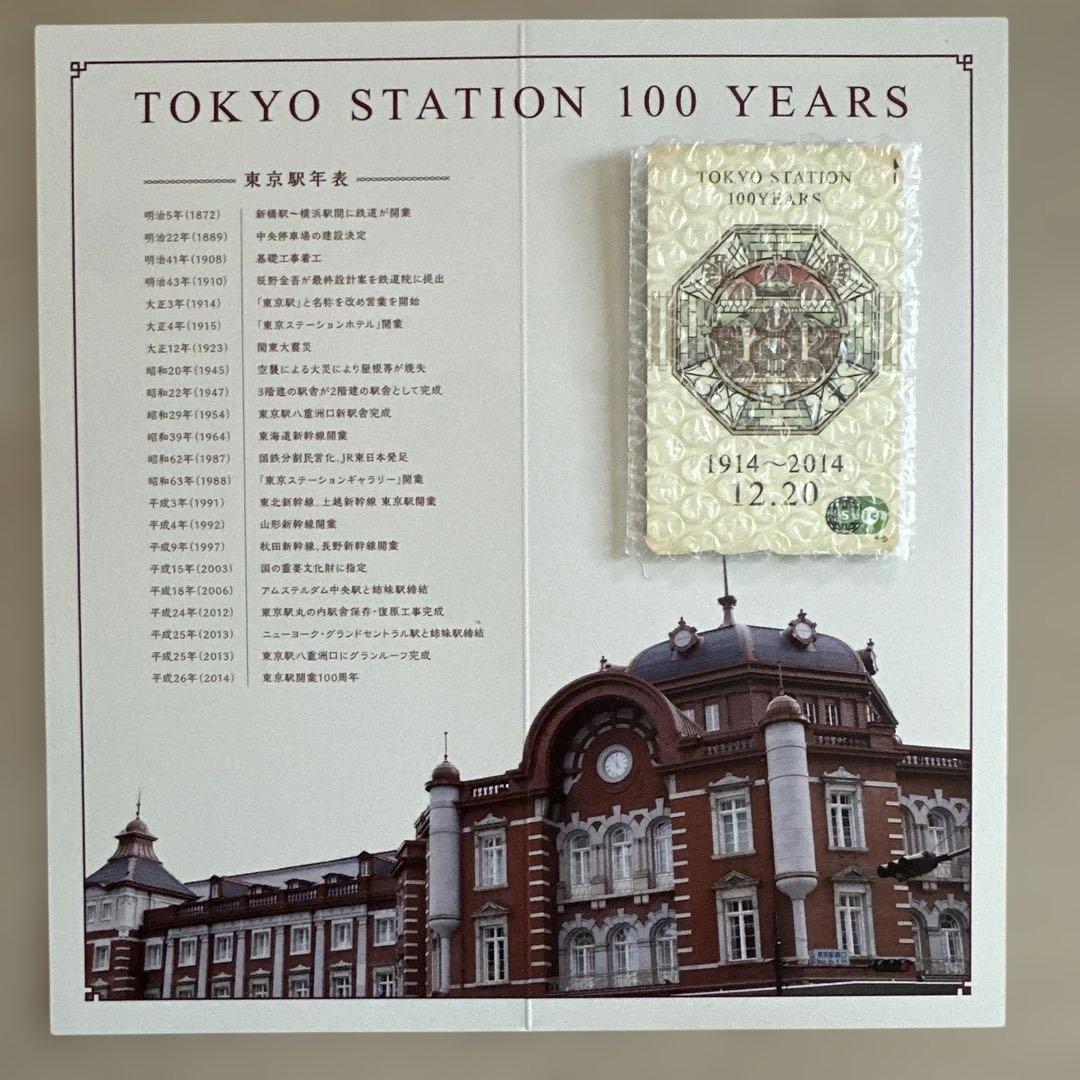 TOKYO STATION 100 YEARS
東京駅年表
明治5年(1872) 新橋駅～横浜駅間に鉄道が開業
明治22年(1889) 中央停車場の建設決定
明治41年(1908) 基礎工事着工
明治43年(1910) 辰野金吾が最終設計案を鉄道院に提出
大正3年(1914) 「東京駅」と名称を改め営業を開始
大正4年(1915) 「東京ステーションホテル」開業
大正12年(1923) 関東大震災
昭和20年(1945) 空襲による火災により屋根等が焼失
昭和22年(1947) 3階建の駅舎が2階建の駅舎として完成
昭和29年(1954) 東京駅八重洲口新駅舎完成
昭和39年(1964) 東海道新幹線開業
昭和62年(1987) 国鉄分割民営化、JR東日本発足
昭和63年(1988) 「東京ステーションギャラリー」開業
平成3年(1991) 東北新幹線、上越新幹線 東京駅開業
平成4年(1992) 山形新幹線開業
平成9年(1997) 秋田新幹線、長野新幹線開業
平成15年(2003) 国の重要文化財に指定
平成18年(2006) アムステルダム中央駅と姉妹駅締結
平成24年(2012) 東京駅丸の内駅舎保存・復原工事完成
平成25年(2013) ニューヨーク・グランドセントラル駅と姉妹駅締結
平成25年(2013) 東京駅八重洲口にグランルーフ完成
平成26年(2014) 東京駅開業100周年
TOKYO STATION
100YEARS
1914～2014
12.20
Suica